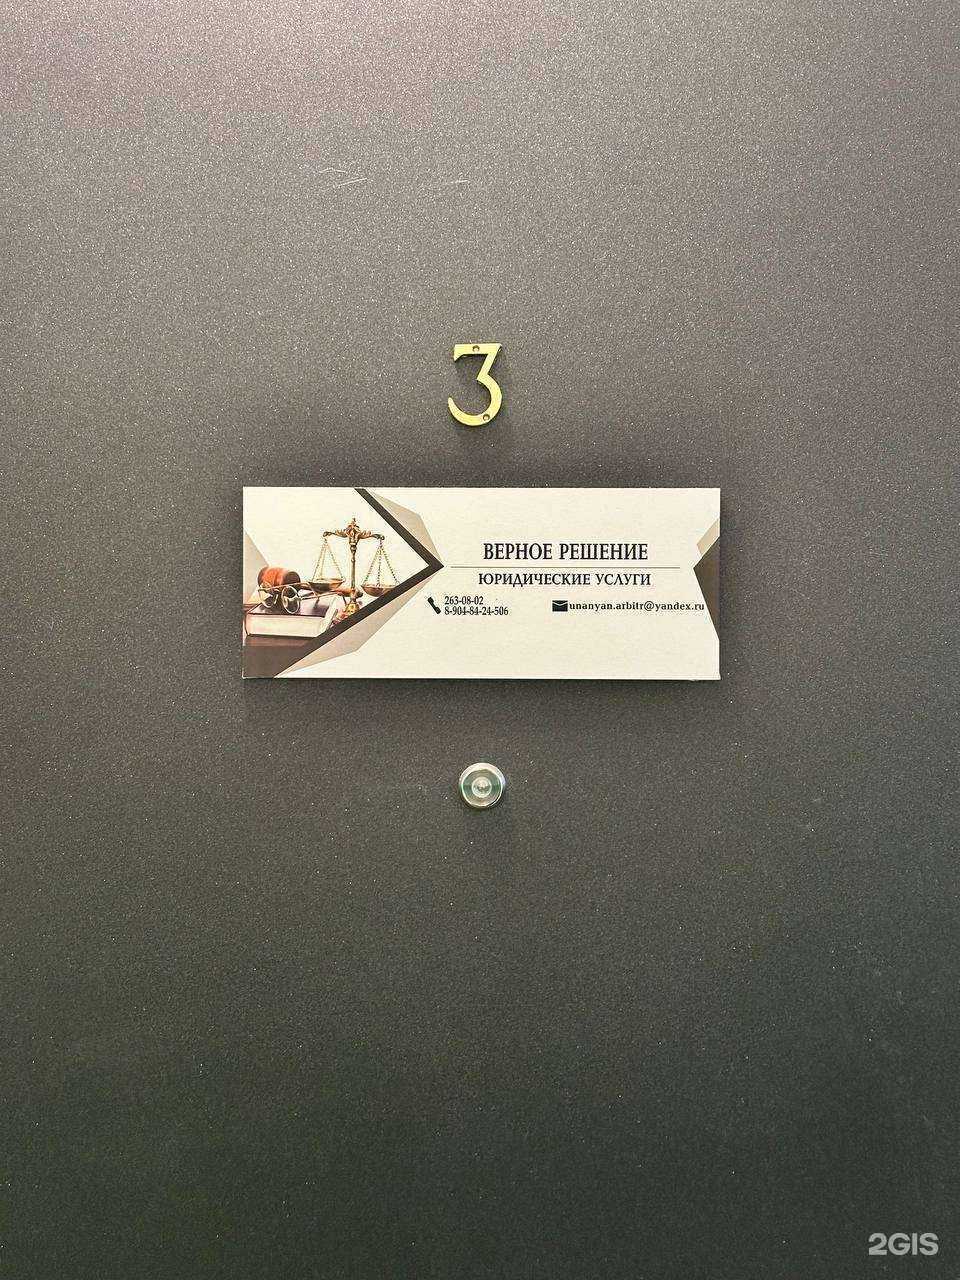 3
ВЕРНОЕ РЕШЕНИЕ
ЮРИДИЧЕСКИЕ УСЛУГИ
263-08-02
8-904-84-24-506
unanyan.arbitr@yandex.ru
2GIS